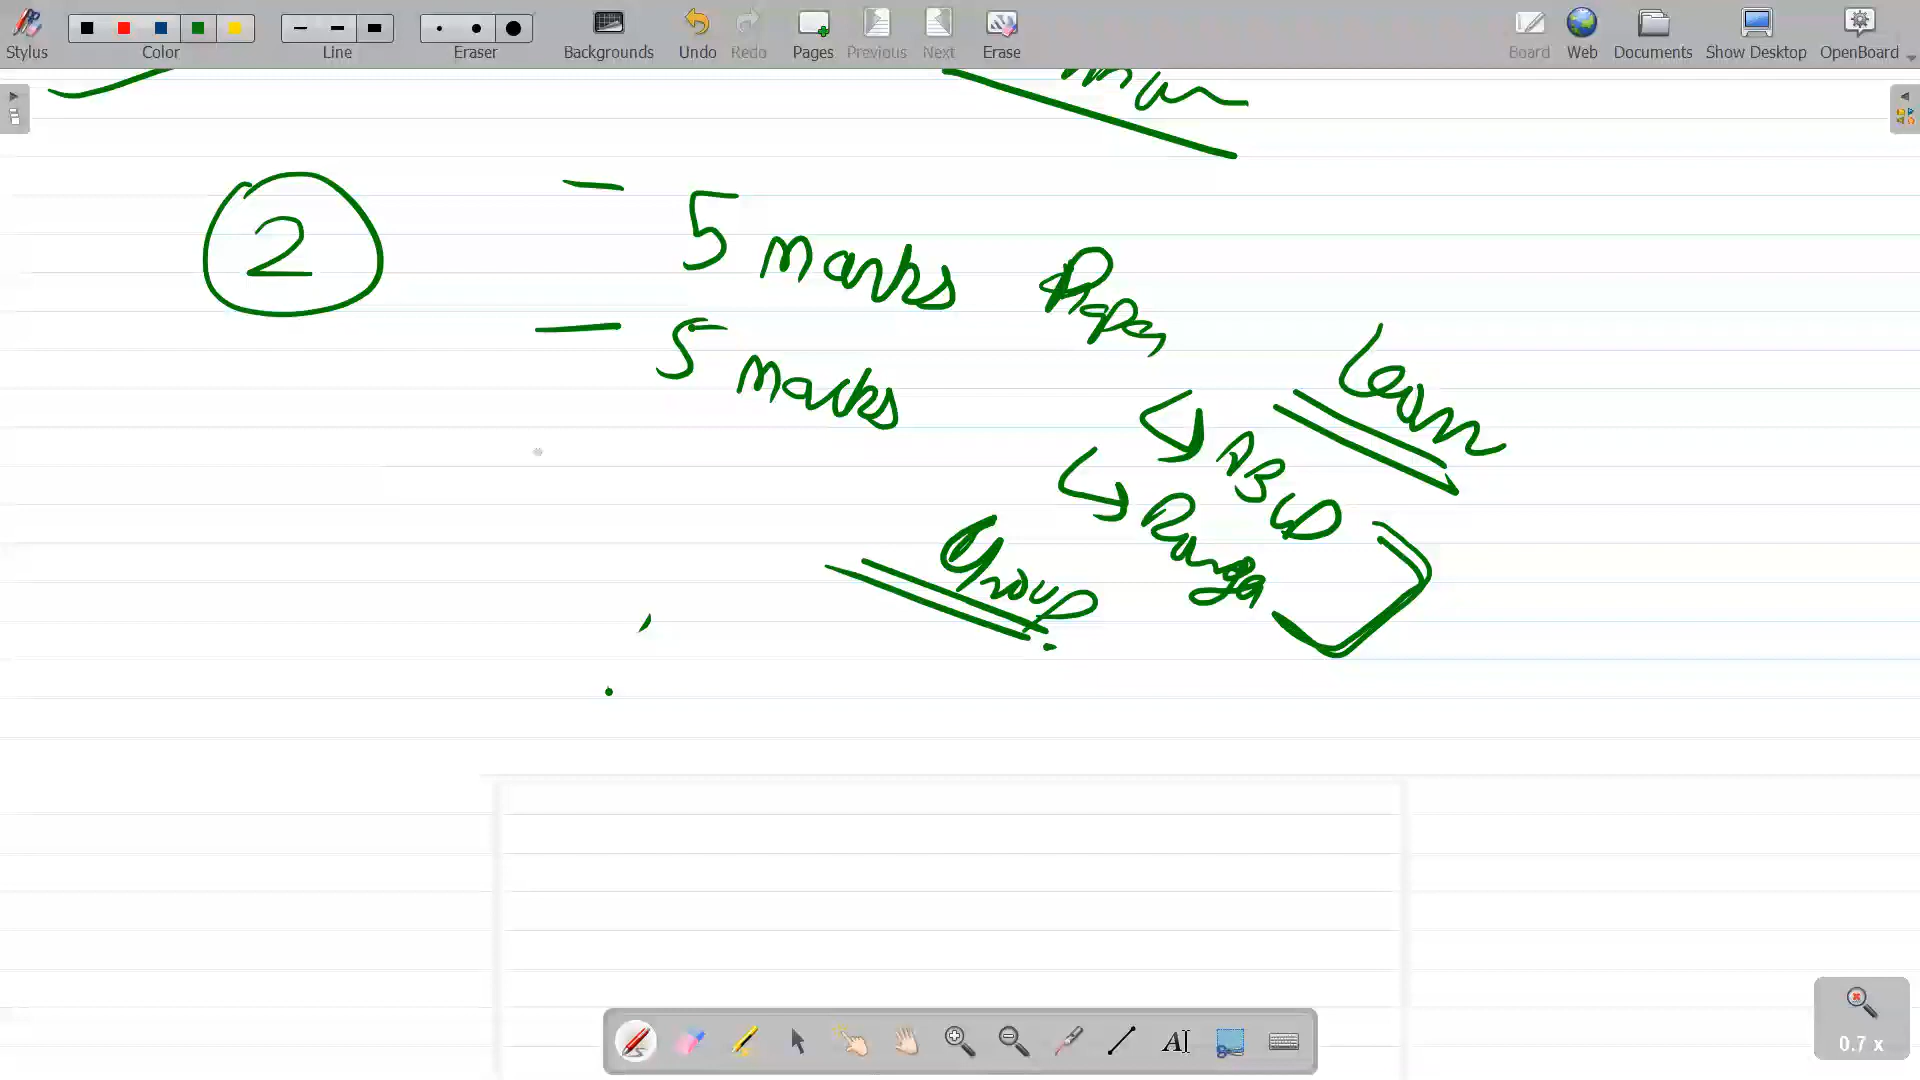 Stylus Color Line Eraser Backgrounds Undo Redo Pages Previous Next Erase Board Web Documents Show Desktop OpenBoard
2
- 5 marks
- 5 marks
Learn
ABCD
Group
0.7 x